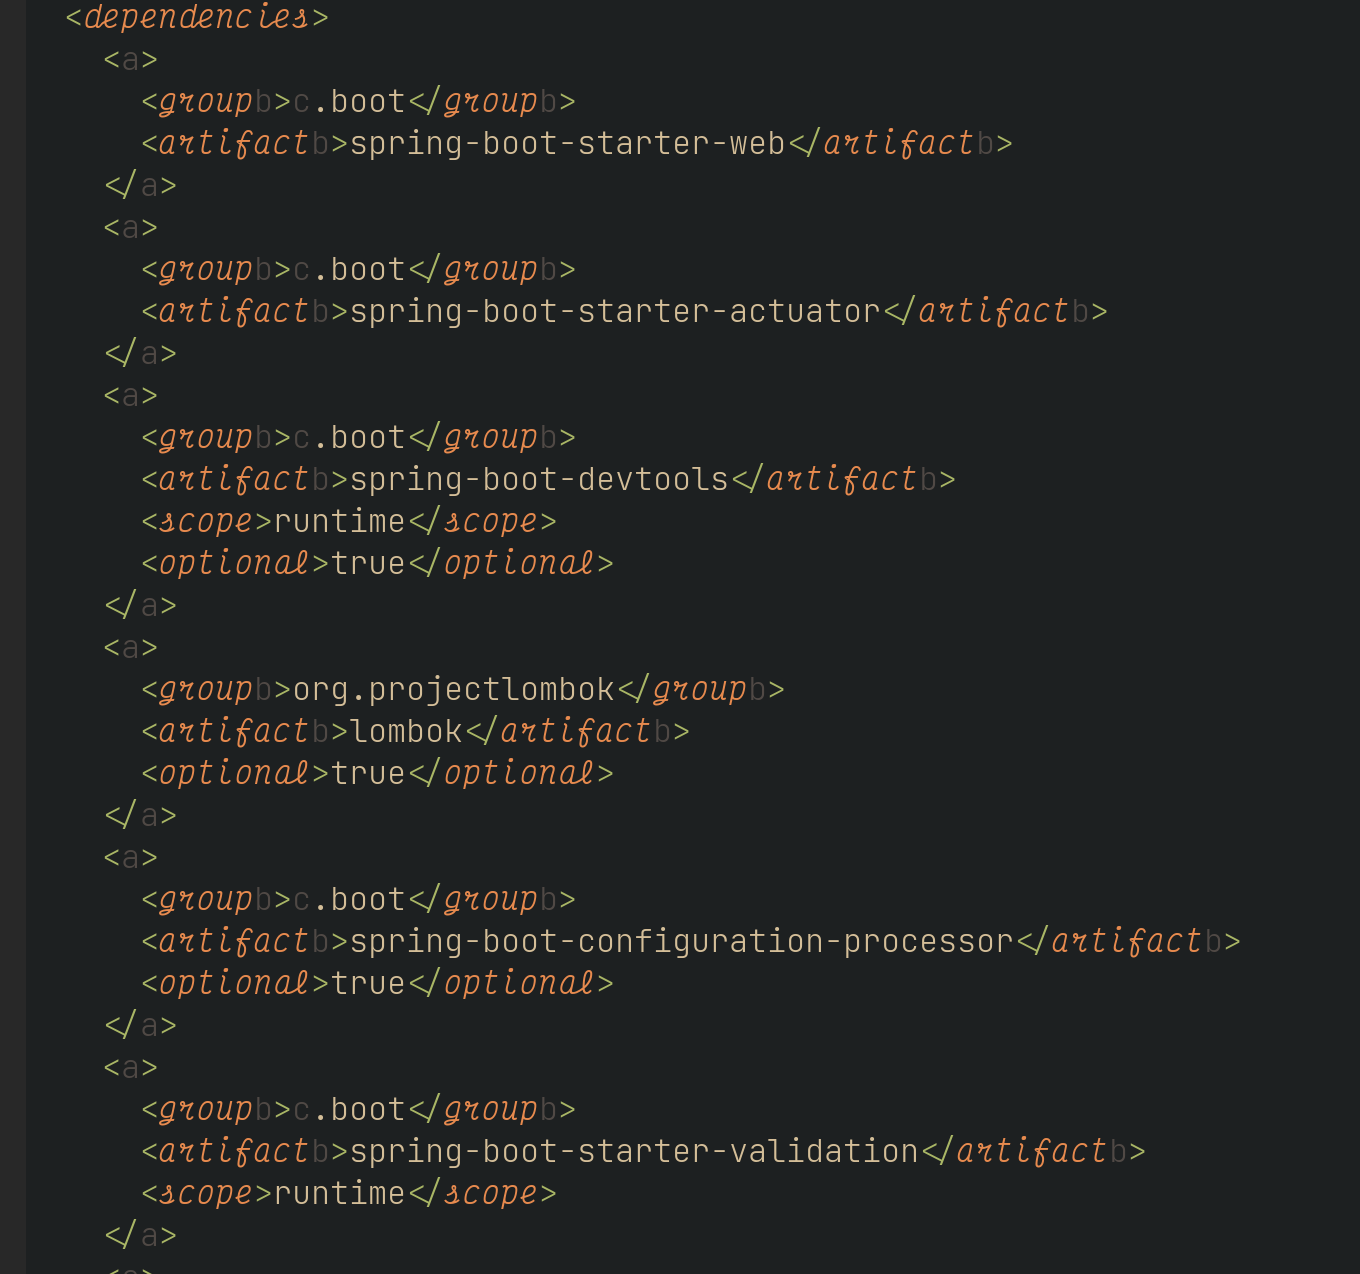 <dependencies>
<a>
<groupb>c.boot</groupb>
<artifactb>spring-boot-starter-web</artifactb>
</a>
<a>
<groupb>c.boot</groupb>
<artifactb>spring-boot-starter-actuator</artifactb>
</a>
<a>
<groupb>c.boot</groupb>
<artifactb>spring-boot-devtools</artifactb>
<scope>runtime</scope>
<optional>true</optional>
</a>
<a>
<groupb>org.projectlombok</groupb>
<artifactb>lombok</artifactb>
<optional>true</optional>
</a>
<a>
<groupb>c.boot</groupb>
<artifactb>spring-boot-configuration-processor</artifactb>
<optional>true</optional>
</a>
<a>
<groupb>c.boot</groupb>
<artifactb>spring-boot-starter-validation</artifactb>
<scope>runtime</scope>
</a>